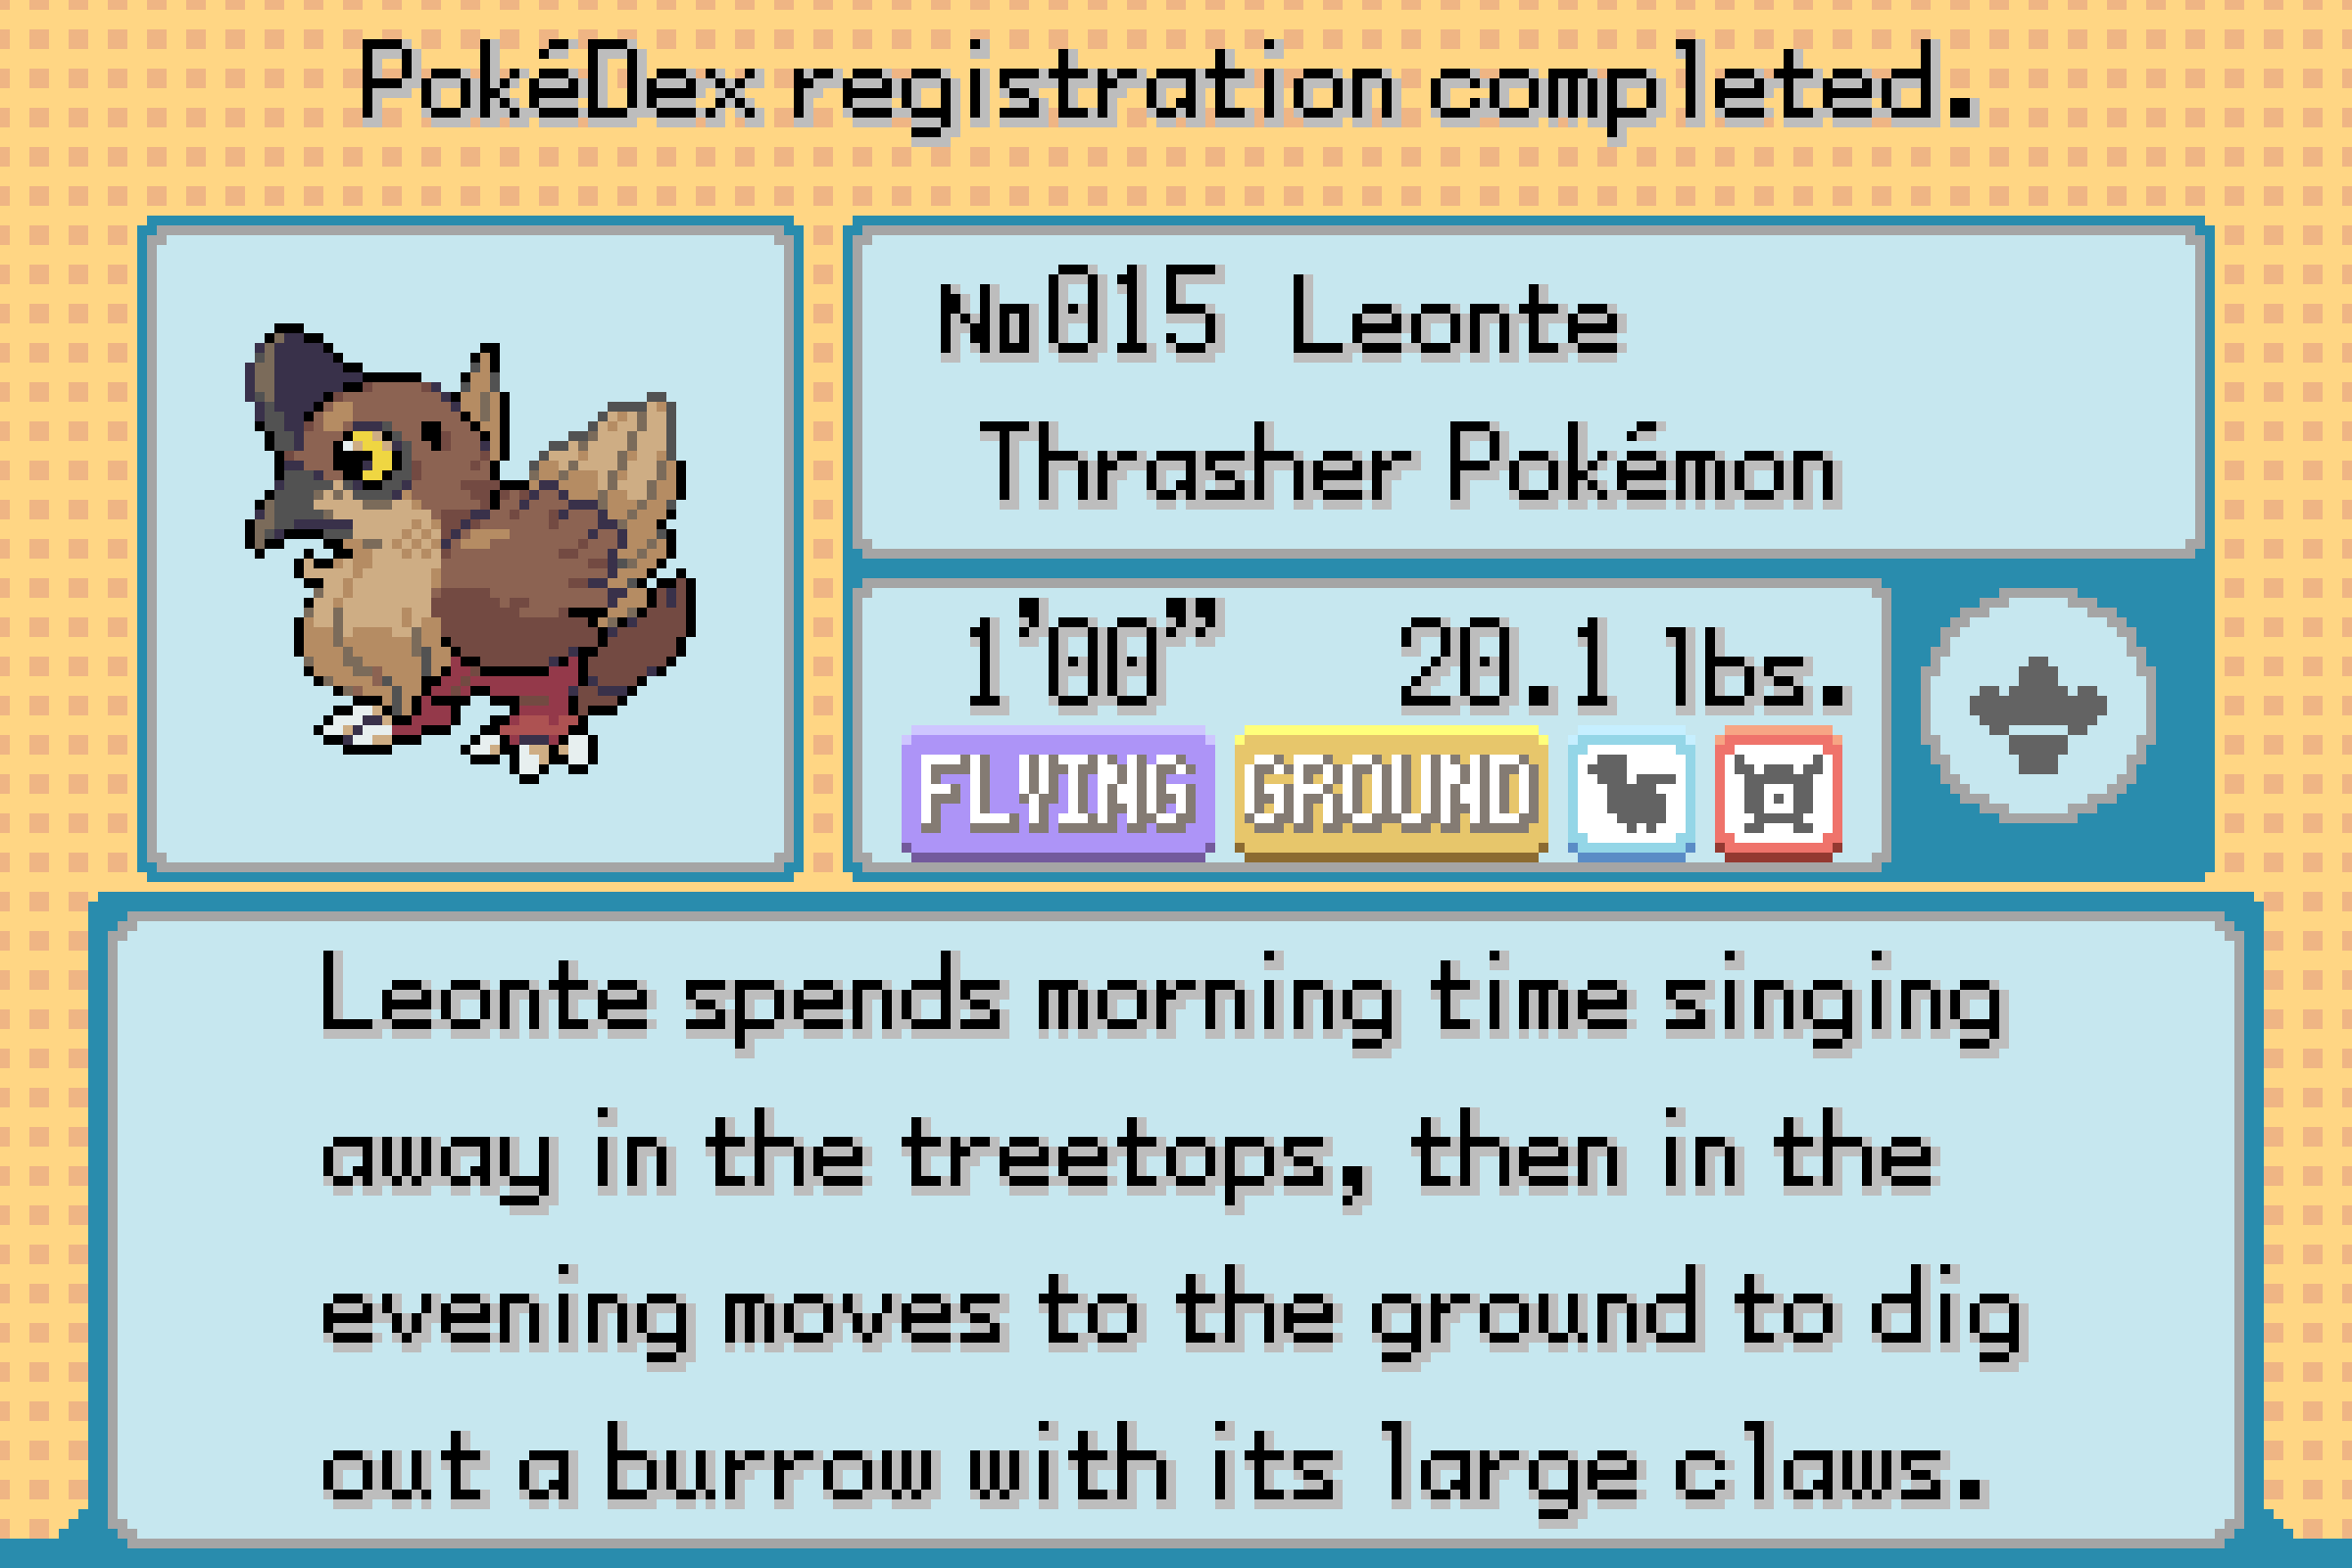 PokéDex registration completed.
№015 Leonte
Thrasher Pokémon
1'00” 20.1 lbs.
FLYING GROUND
Leonte spends morning time singing
away in the treetops, then in the
evening moves to the ground to dig
out a burrow with its large claws.